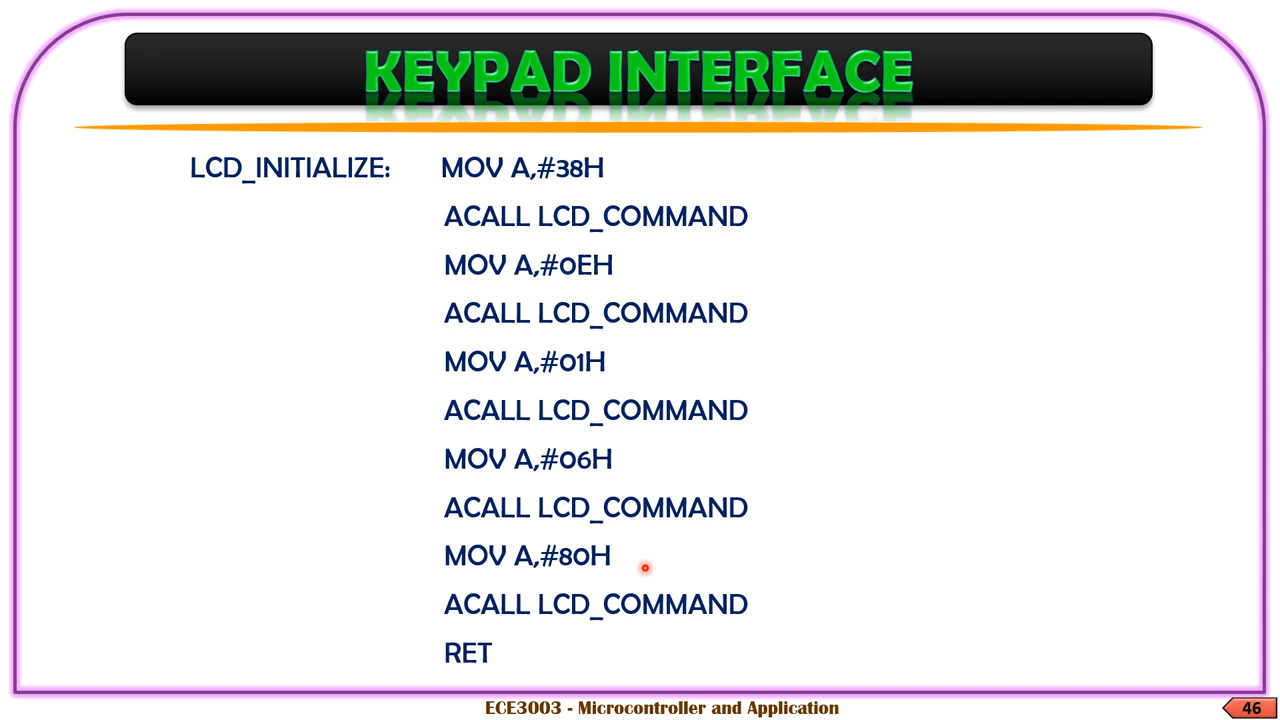 KEYPAD INTERFACE
LCD_INITIALIZE: MOV A,#38H
ACALL LCD_COMMAND
MOV A,#0EH
ACALL LCD_COMMAND
MOV A,#01H
ACALL LCD_COMMAND
MOV A,#06H
ACALL LCD_COMMAND
MOV A,#80H
ACALL LCD_COMMAND
RET
ECE3003 - Microcontroller and Application
46